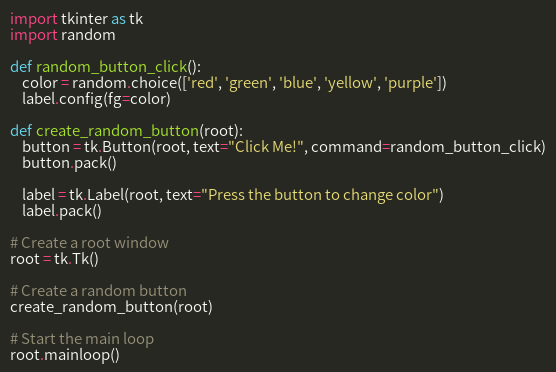 import tkinter as tk
import random

def random_button_click():
    color = random.choice(['red', 'green', 'blue', 'yellow', 'purple'])
    label.config(fg=color)

def create_random_button(root):
    button = tk.Button(root, text="Click Me!", command=random_button_click)
    button.pack()

    label = tk.Label(root, text="Press the button to change color")
    label.pack()

# Create a root window
root = tk.Tk()

# Create a random button
create_random_button(root)

# Start the main loop
root.mainloop()